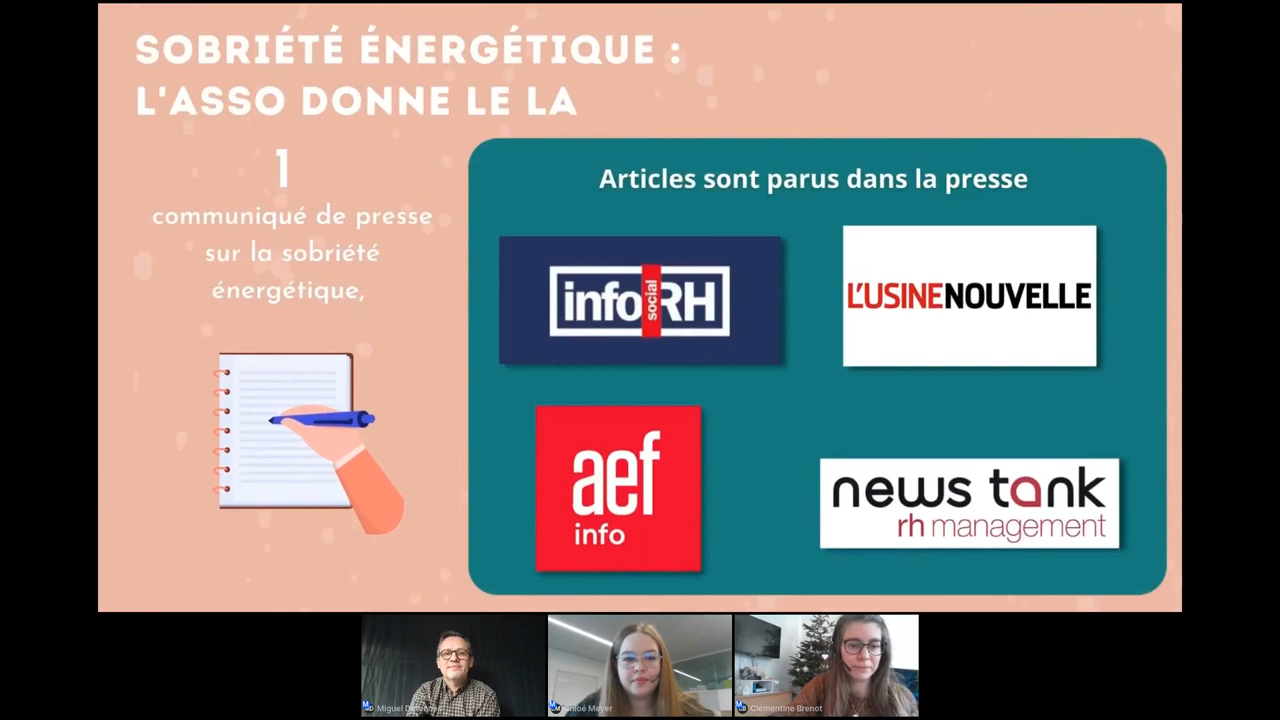 SOBRIÉTÉ ÉNERGÉTIQUE :
L'ASSO DONNE LE LA
1
communiqué de presse
sur la sobriété
énergétique,
Articles sont parus dans la presse
info social RH
L'USINENOUVELLE
aef
info
news tank
rh management
Miguel
Chloé Meyer
Clémentine Brenot